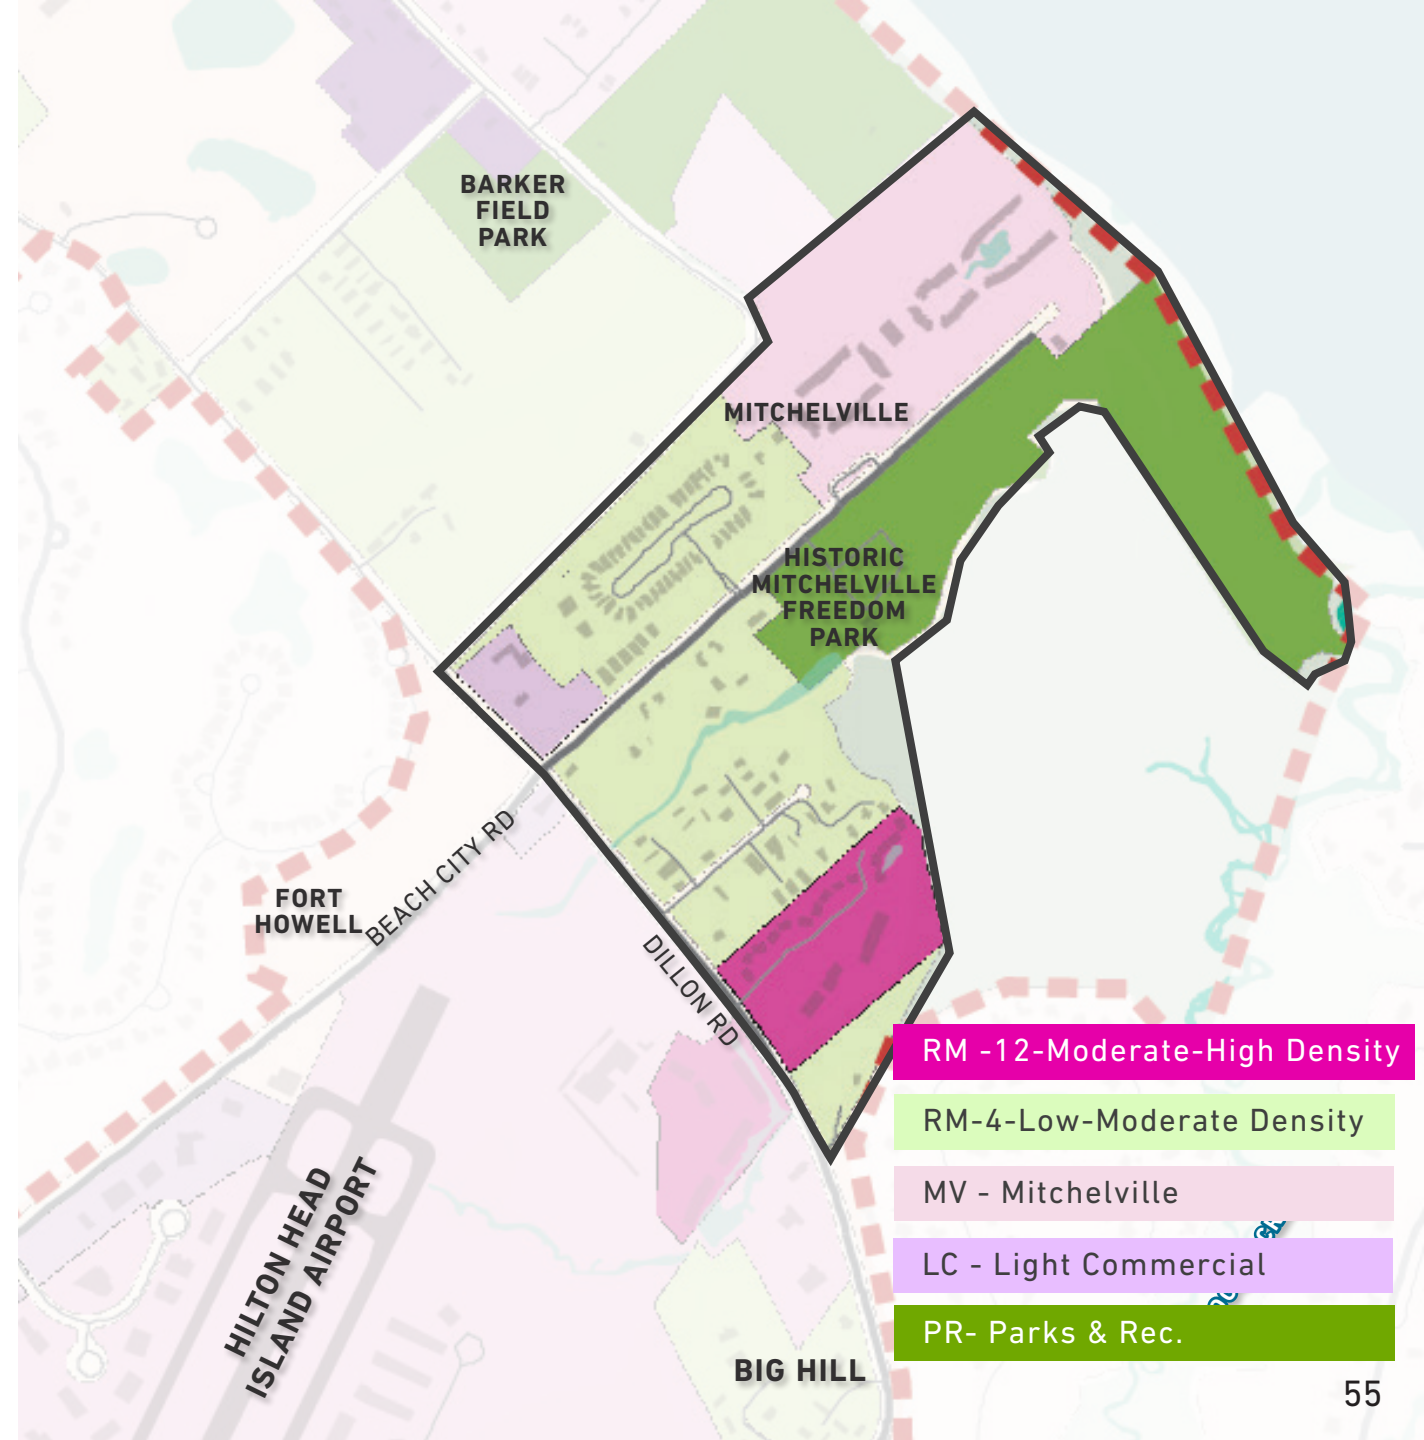 BARKER
FIELD
PARK
MITCHELVILLE
HISTORIC
MITCHELVILLE
FREEDOM
PARK
BEACH CITY RD
FORT
HOWELL
DILLON RD
HILTON HEAD
ISLAND AIRPORT
BIG HILL
RM -12-Moderate-High Density
RM-4-Low-Moderate Density
MV - Mitchelville
LC - Light Commercial
PR- Parks & Rec.
55